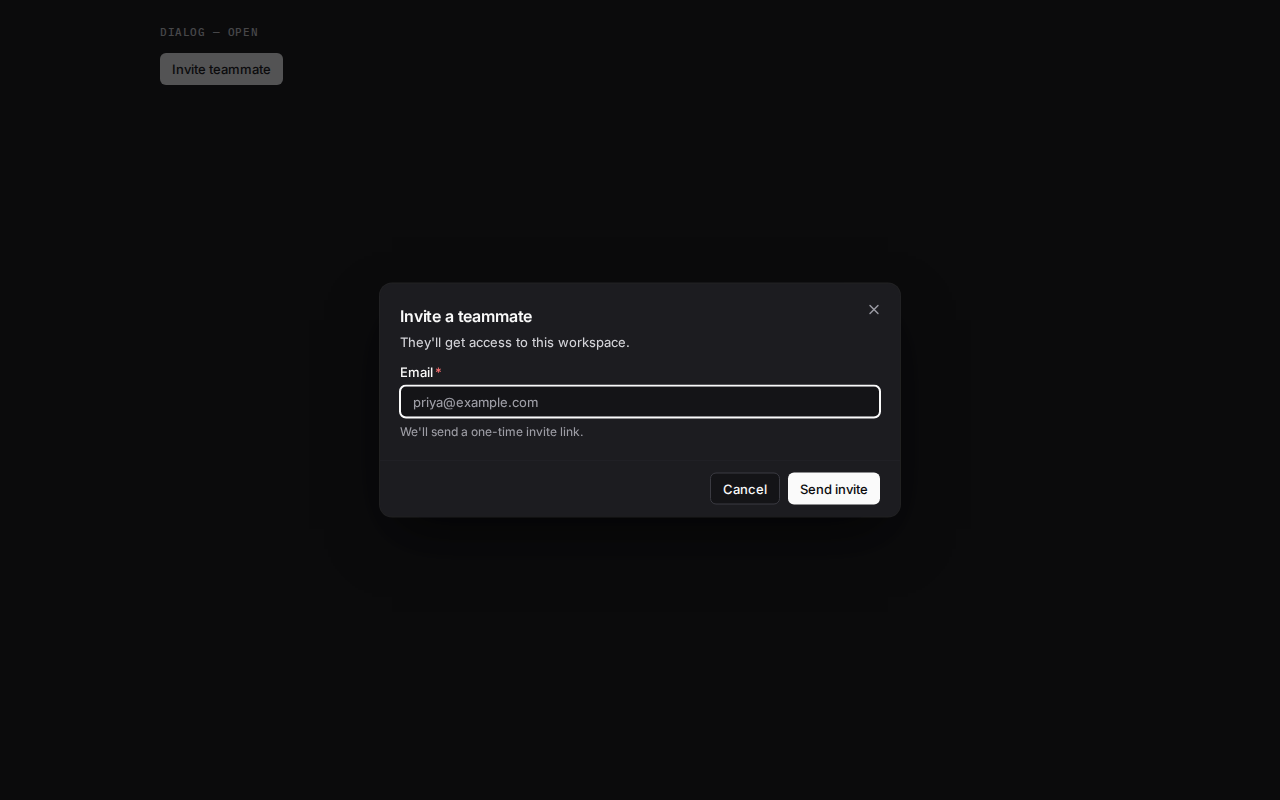 DIALOG — OPEN
Invite teammate
Invite a teammate
They'll get access to this workspace.
Email *
priya@example.com
We'll send a one-time invite link.
Cancel
Send invite